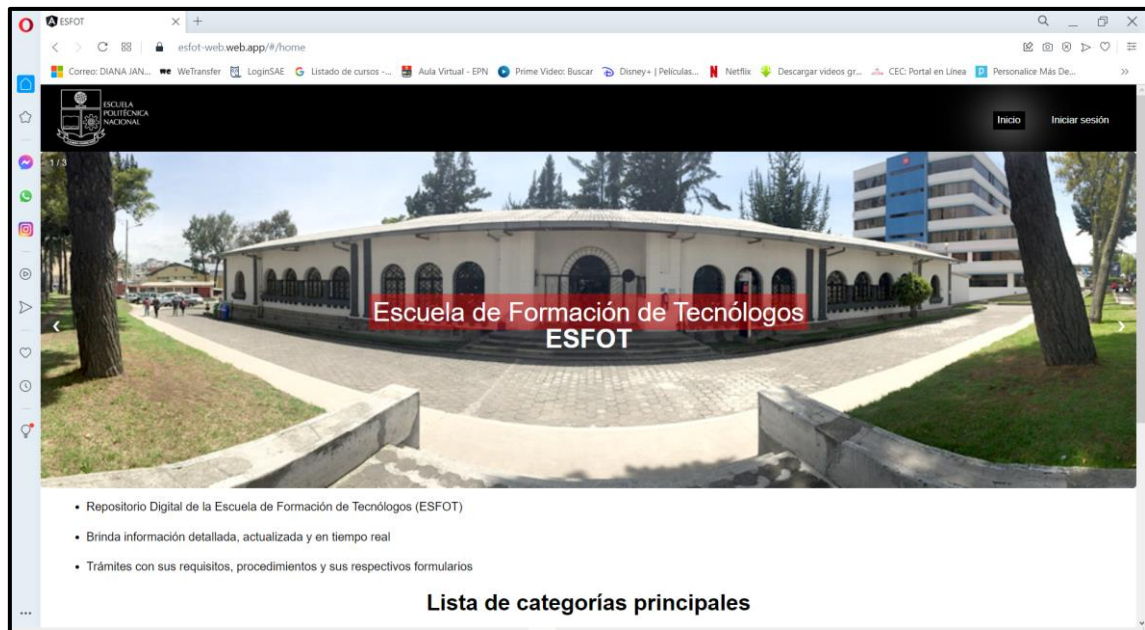 ESFOT
esfot-web.web.app/#/home
Correo: DIANA JAN...
WeTransfer
LoginSAE
Listado de cursos -...
Aula Virtual - EPN
Prime Video: Buscar
Disney+ | Películas...
Netflix
Descargar videos gr...
CEC: Portal en Línea
Personalice Más De...
ESCUELA
POLITÉCNICA
NACIONAL
Inicio
Iniciar sesión
1 / 3
Escuela de Formación de Tecnólogos
ESFOT
• Repositorio Digital de la Escuela de Formación de Tecnólogos (ESFOT)
• Brinda información detallada, actualizada y en tiempo real
• Trámites con sus requisitos, procedimientos y sus respectivos formularios
Lista de categorías principales